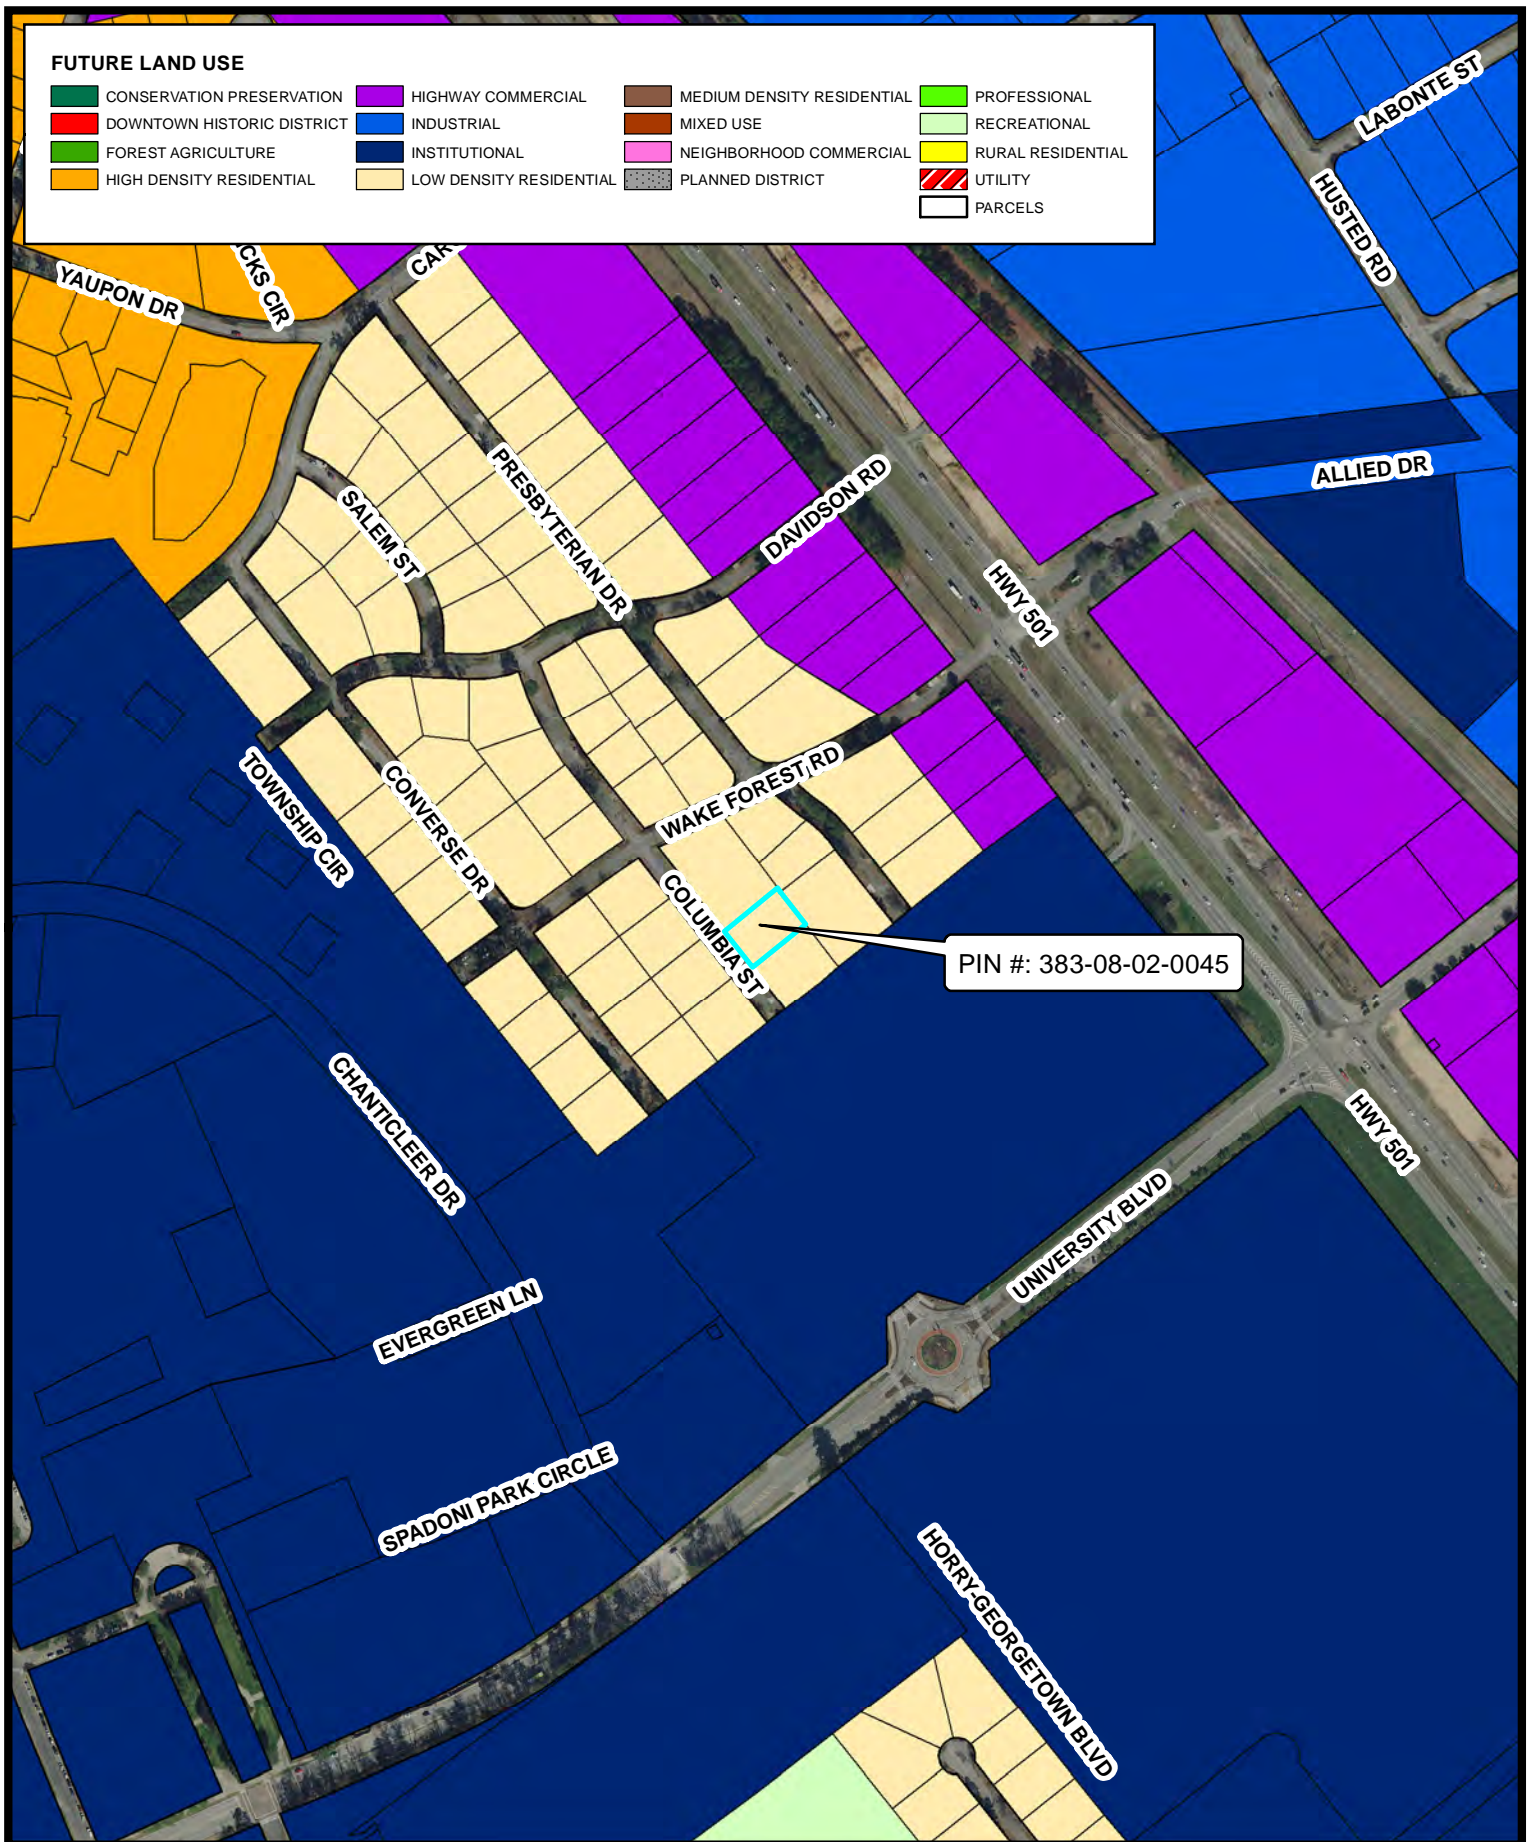 FUTURE LAND USE
CONSERVATION PRESERVATION
DOWNTOWN HISTORIC DISTRICT
FOREST AGRICULTURE
HIGH DENSITY RESIDENTIAL
HIGHWAY COMMERCIAL
INDUSTRIAL
INSTITUTIONAL
LOW DENSITY RESIDENTIAL
MEDIUM DENSITY RESIDENTIAL
MIXED USE
NEIGHBORHOOD COMMERCIAL
PLANNED DISTRICT
PROFESSIONAL
RECREATIONAL
RURAL RESIDENTIAL
UTILITY
PARCELS
LABONTE ST
HUSTED RD
YAUPON DR
CIR
ALLIED DR
SALEM ST
PRESBYTERIAN DR
DAVIDSON RD
HWY 501
TOWNSHIP CIR
CONVERSE DR
WAKE FOREST RD
COLUMBIA ST
PIN #: 383-08-02-0045
CHANTICLEER DR
HWY 501
UNIVERSITY BLVD
EVERGREEN LN
SPADONI PARK CIRCLE
HORRY-GEORGETOWN BLVD